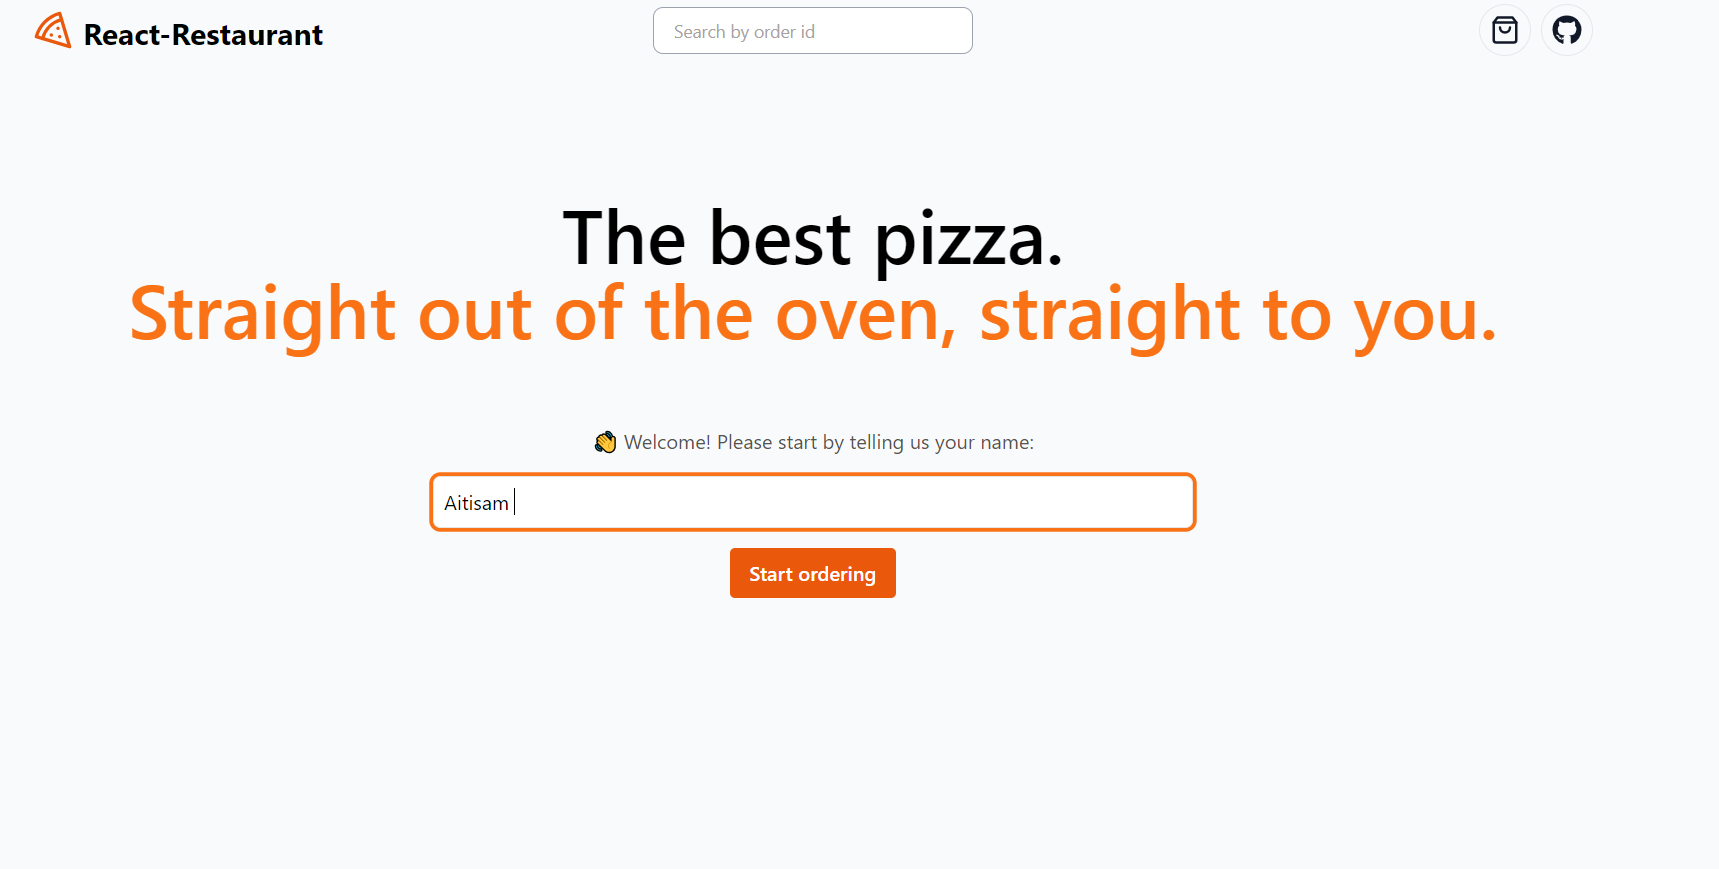 React-Restaurant
Search by order id
The best pizza.
Straight out of the oven, straight to you.
👋 Welcome! Please start by telling us your name:
Aitisam
Start ordering